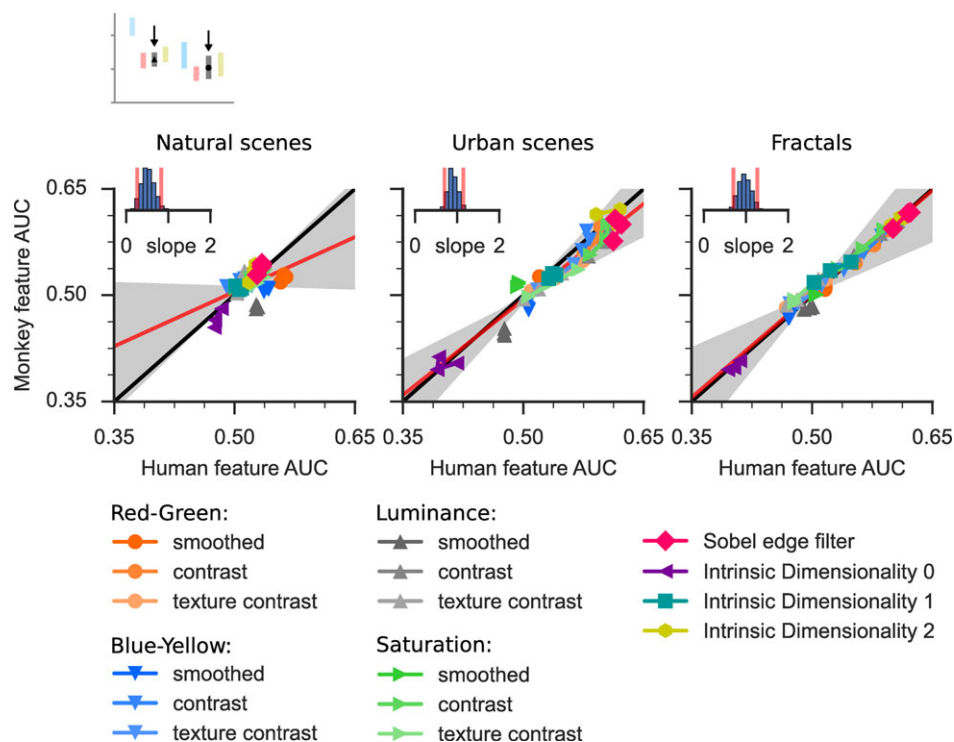 Natural scenes
Urban scenes
Fractals
0.65
0.50
0.35
Monkey feature AUC
0 slope 2
0 slope 2
0 slope 2
0.35 0.50 0.65
0.35 0.50 0.65
0.35 0.50 0.65
Human feature AUC
Human feature AUC
Human feature AUC
Red-Green:
smoothed
contrast
texture contrast
Blue-Yellow:
smoothed
contrast
texture contrast
Luminance:
smoothed
contrast
texture contrast
Saturation:
smoothed
contrast
texture contrast
Sobel edge filter
Intrinsic Dimensionality 0
Intrinsic Dimensionality 1
Intrinsic Dimensionality 2